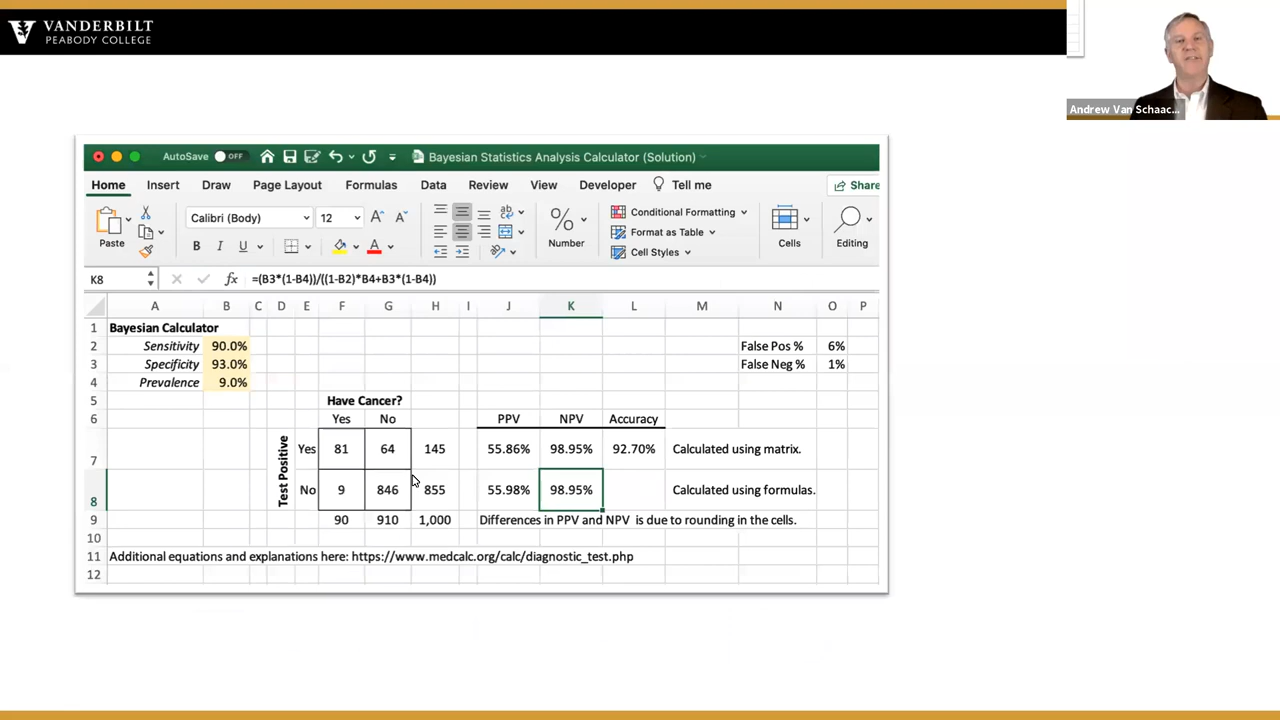 VANDERBILT
PEABODY COLLEGE
Andrew Van Schaac...
AutoSave OFF Bayesian Statistics Analysis Calculator (Solution)
Home Insert Draw Page Layout Formulas Data Review View Developer Tell me Share
Paste Calibri (Body) 12 A A ab Conditional Formatting
B I U A % Number Format as Table Cells Editing
Cell Styles
K8 fx =(B3*(1-B4))/((1-B2)*B4+B3*(1-B4))
A B C D E F G H I J K L M N O P
1 Bayesian Calculator
2 Sensitivity 90.0% False Pos % 6%
3 Specificity 93.0% False Neg % 1%
4 Prevalence 9.0%
5 Have Cancer?
6 Yes No PPV NPV Accuracy
Test Positive
7 Yes 81 64 145 55.86% 98.95% 92.70% Calculated using matrix.
8 No 9 846 855 55.98% 98.95% Calculated using formulas.
9 90 910 1,000 Differences in PPV and NPV is due to rounding in the cells.
10
11 Additional equations and explanations here: https://www.medcalc.org/calc/diagnostic_test.php
12